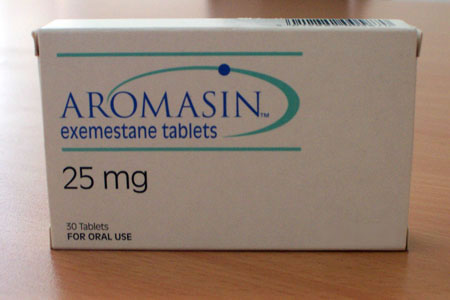 AROMASIN™
exemestane tablets
25 mg
30 Tablets
FOR ORAL USE